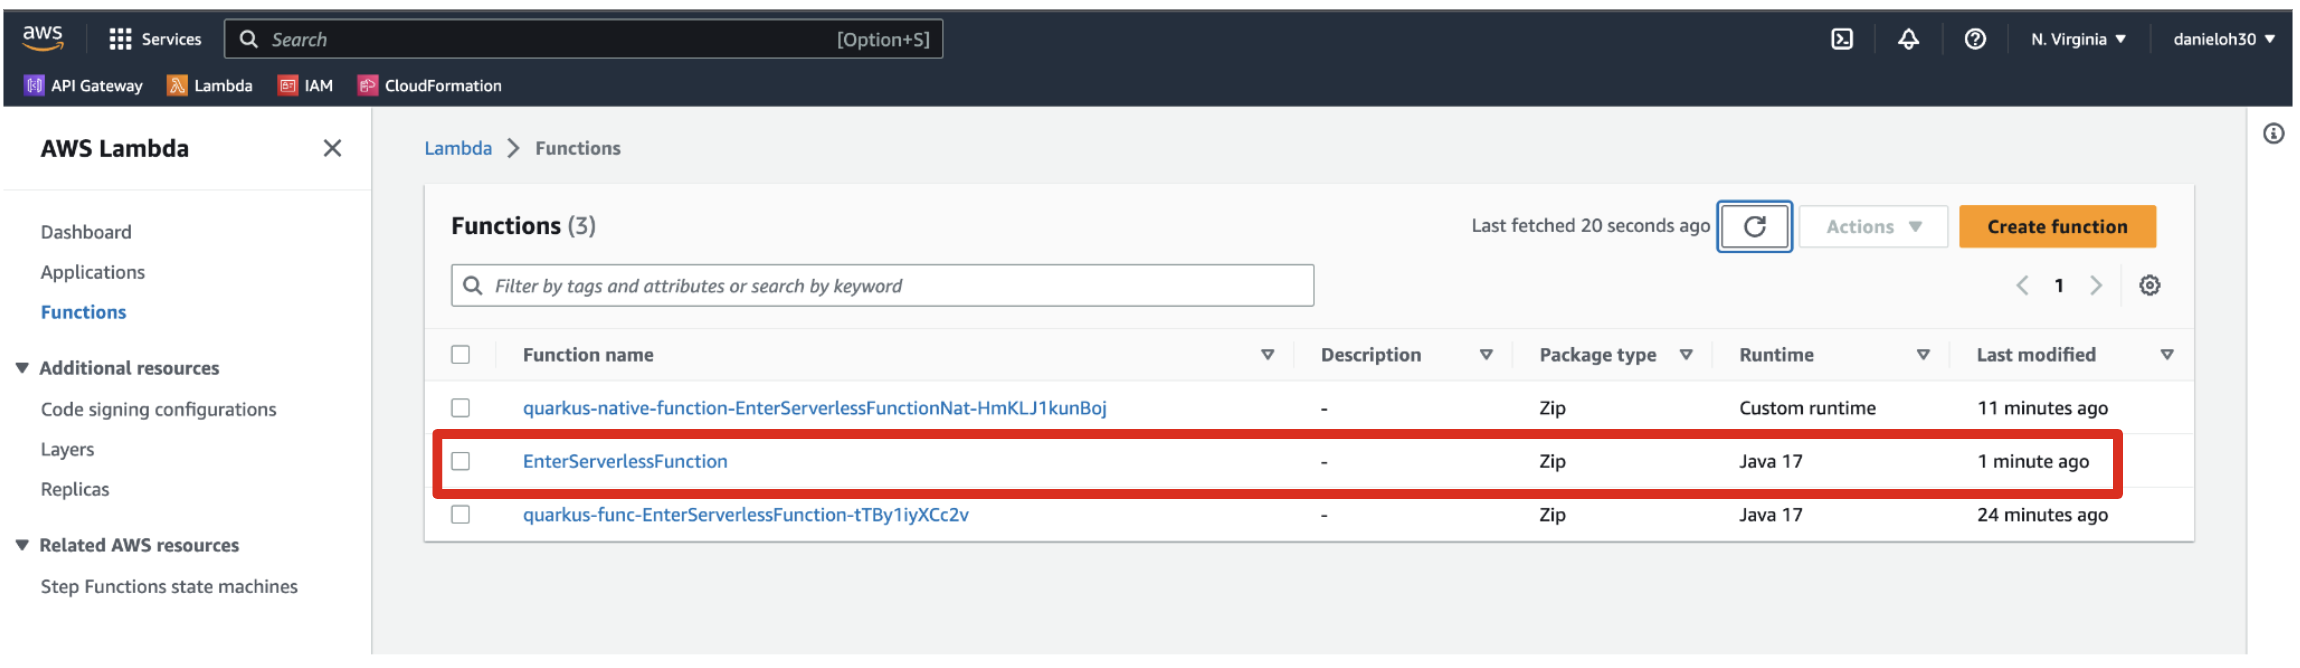 aws Services Search [Option+S] N. Virginia danieloh30
API Gateway Lambda IAM CloudFormation
AWS Lambda
Dashboard
Applications
Functions
Additional resources
Code signing configurations
Layers
Replicas
Related AWS resources
Step Functions state machines
Lambda Functions
Functions (3) Last fetched 20 seconds ago Actions Create function
Filter by tags and attributes or search by keyword 1
Function name Description Package type Runtime Last modified
quarkus-native-function-EnterServerlessFunctionNat-HmKLJ1kunBoj - Zip Custom runtime 11 minutes ago
EnterServerlessFunction - Zip Java 17 1 minute ago
quarkus-func-EnterServerlessFunction-tTBy1iyXCc2v - Zip Java 17 24 minutes ago